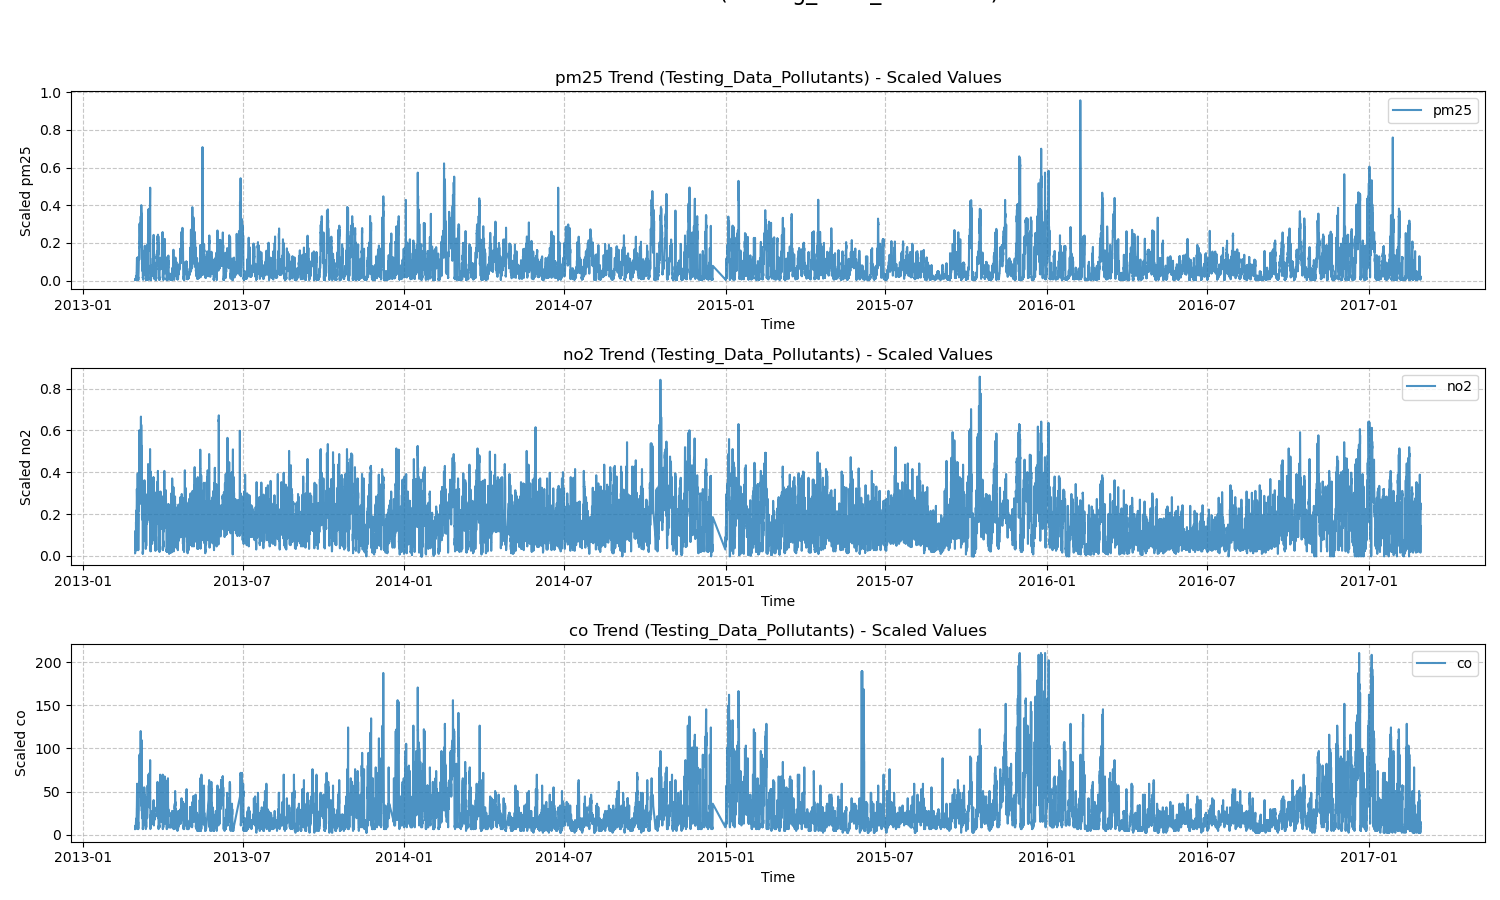 pm25 Trend (Testing_Data_Pollutants) - Scaled Values
1.0
0.8
0.6
0.4
0.2
0.0
Scaled pm25
pm25
2013-01 2013-07 2014-01 2014-07 2015-01 2015-07 2016-01 2016-07 2017-01
Time
no2 Trend (Testing_Data_Pollutants) - Scaled Values
0.8
0.6
0.4
0.2
0.0
Scaled no2
no2
2013-01 2013-07 2014-01 2014-07 2015-01 2015-07 2016-01 2016-07 2017-01
Time
co Trend (Testing_Data_Pollutants) - Scaled Values
200
150
100
50
0
Scaled co
co
2013-01 2013-07 2014-01 2014-07 2015-01 2015-07 2016-01 2016-07 2017-01
Time